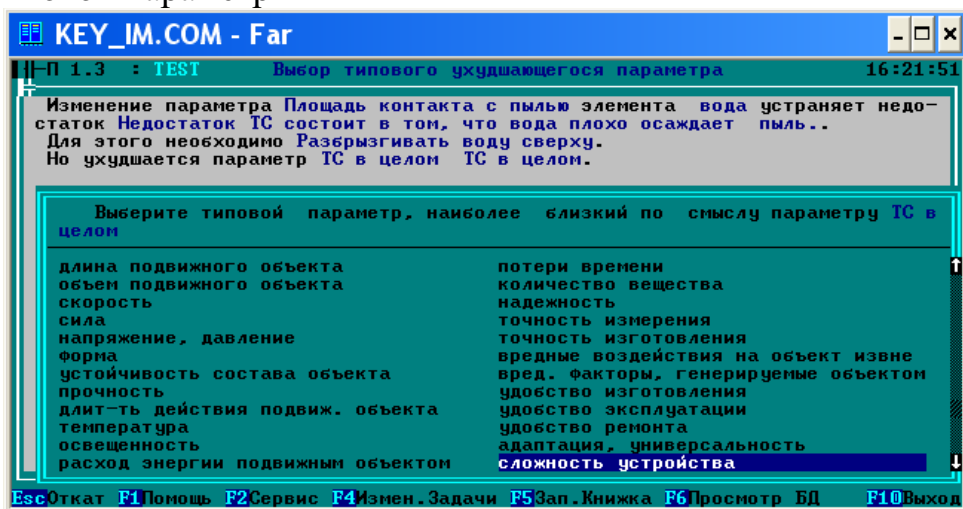 KEY_IM.COM - Far
П 1.3 : TEST Выбор типового ухудшающегося параметра 16:21:51
Изменение параметра Площадь контакта с пылью элемента вода устраняет недо-
статок Недостаток ТС состоит в том, что вода плохо осаждает пыль..
Для этого необходимо Разбрызгивать воду сверху.
Но ухудшается параметр ТС в целом ТС в целом.
Выберите типовой параметр, наиболее близкий по смыслу параметру ТС в
целом
длина подвижного объекта потери времени
объем подвижного объекта количество вещества
скорость надежность
сила точность измерения
напряжение, давление точность изготовления
форма вредные воздействия на объект извне
устойчивость состава объекта вред. факторы, генерируемые объектом
прочность удобство изготовления
длит-ть действия подвиж. объекта удобство эксплуатации
температура удобство ремонта
освещенность адаптация, универсальность
расход энергии подвижным объектом сложность устройства
EscОткат F1Помощь F2Сервис F4Измен.Задачи F5Зап.Книжка F6Просмотр БД F10Выход